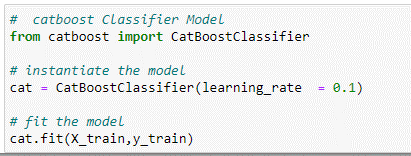 #  catboost Classifier Model
from catboost import CatBoostClassifier
# instantiate the model
cat = CatBoostClassifier(learning_rate  = 0.1)
# fit the model
cat.fit(X_train,y_train)